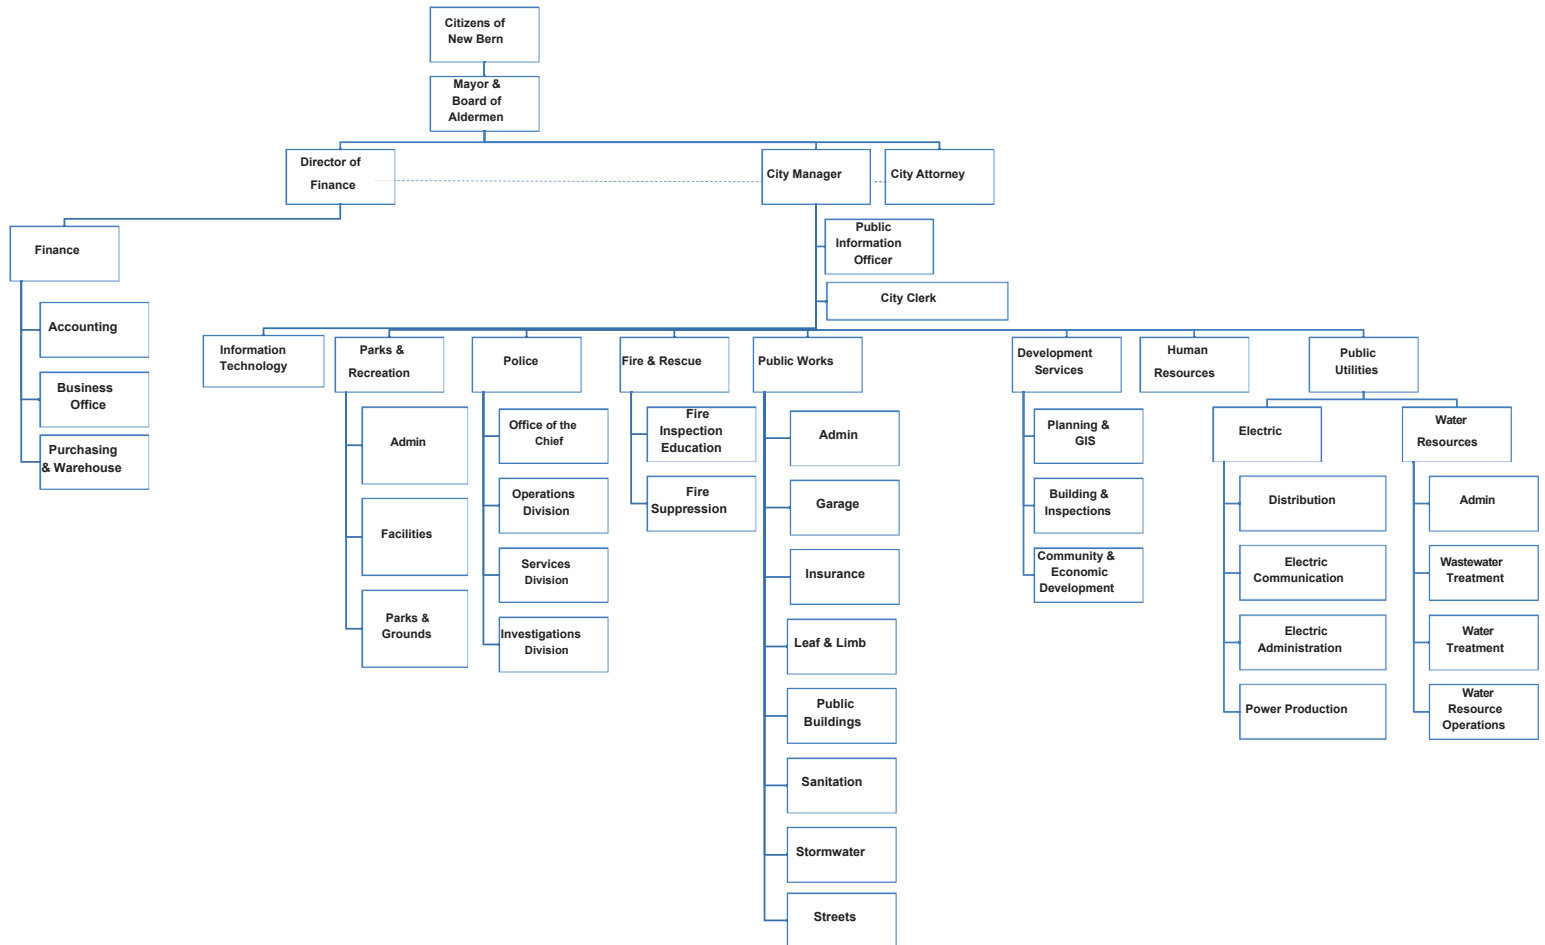 Citizens of
New Bern
Mayor &
Board of
Aldermen
Director of
Finance
City Manager
City Attorney
Finance
Public
Information
Officer
City Clerk
Accounting
Business
Office
Purchasing
& Warehouse
Information
Technology
Parks &
Recreation
Police
Fire & Rescue
Public Works
Development
Services
Human
Resources
Public
Utilities
Admin
Facilities
Parks &
Grounds
Office of the
Chief
Operations
Division
Services
Division
Investigations
Division
Fire
Inspection
Education
Fire
Suppression
Admin
Garage
Insurance
Leaf & Limb
Public
Buildings
Sanitation
Stormwater
Streets
Planning &
GIS
Building &
Inspections
Community &
Economic
Development
Electric
Distribution
Electric
Communication
Electric
Administration
Power Production
Water
Resources
Admin
Wastewater
Treatment
Water
Treatment
Water
Resource
Operations